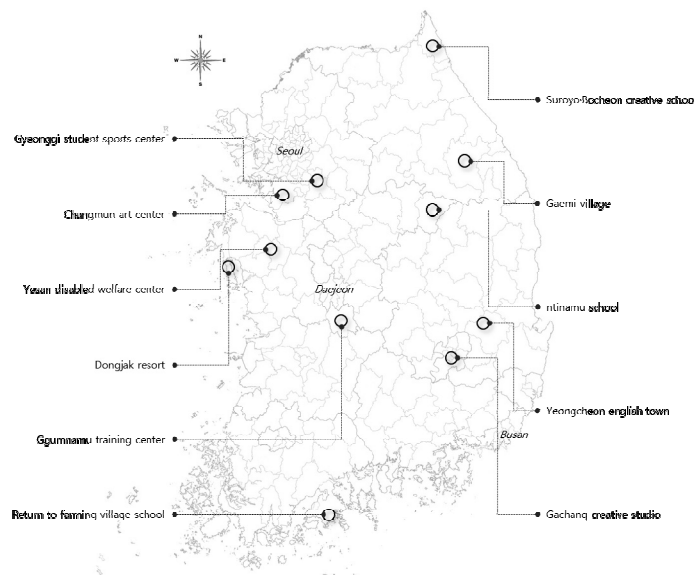 N
W E
S
Suroyo Bocheon creative school
Gyeonggi student sports center
Seoul
Gaemi village
Changmun art center
Yesan disabled welfare center
Daejeon
ntinamu school
Dongjak resort
Yeongcheon english town
Ggumnamu training center
Busan
Return to farming village school
Gachang creative studio